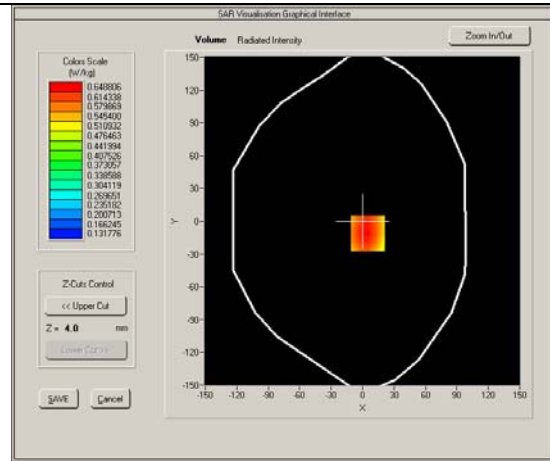 SAR Visualisation Graphical Interface
Volume Radiated Intensity
Zoom In/Out
Colors Scale
(W/kg)
0.648806
0.614338
0.579869
0.545400
0.510932
0.476463
0.441994
0.407526
0.373057
0.338588
0.304119
0.269651
0.235182
0.200713
0.166245
0.131776
Z-Cuts Control
<< Upper Cut
Z = 4.0 mm
Lower Cut >>
SAVE Cancel
150
120
90
60
30
Y 0
-30
-60
-90
-120
-150
-150 -120 -90 -60 -30 0 30 60 90 120 150
X